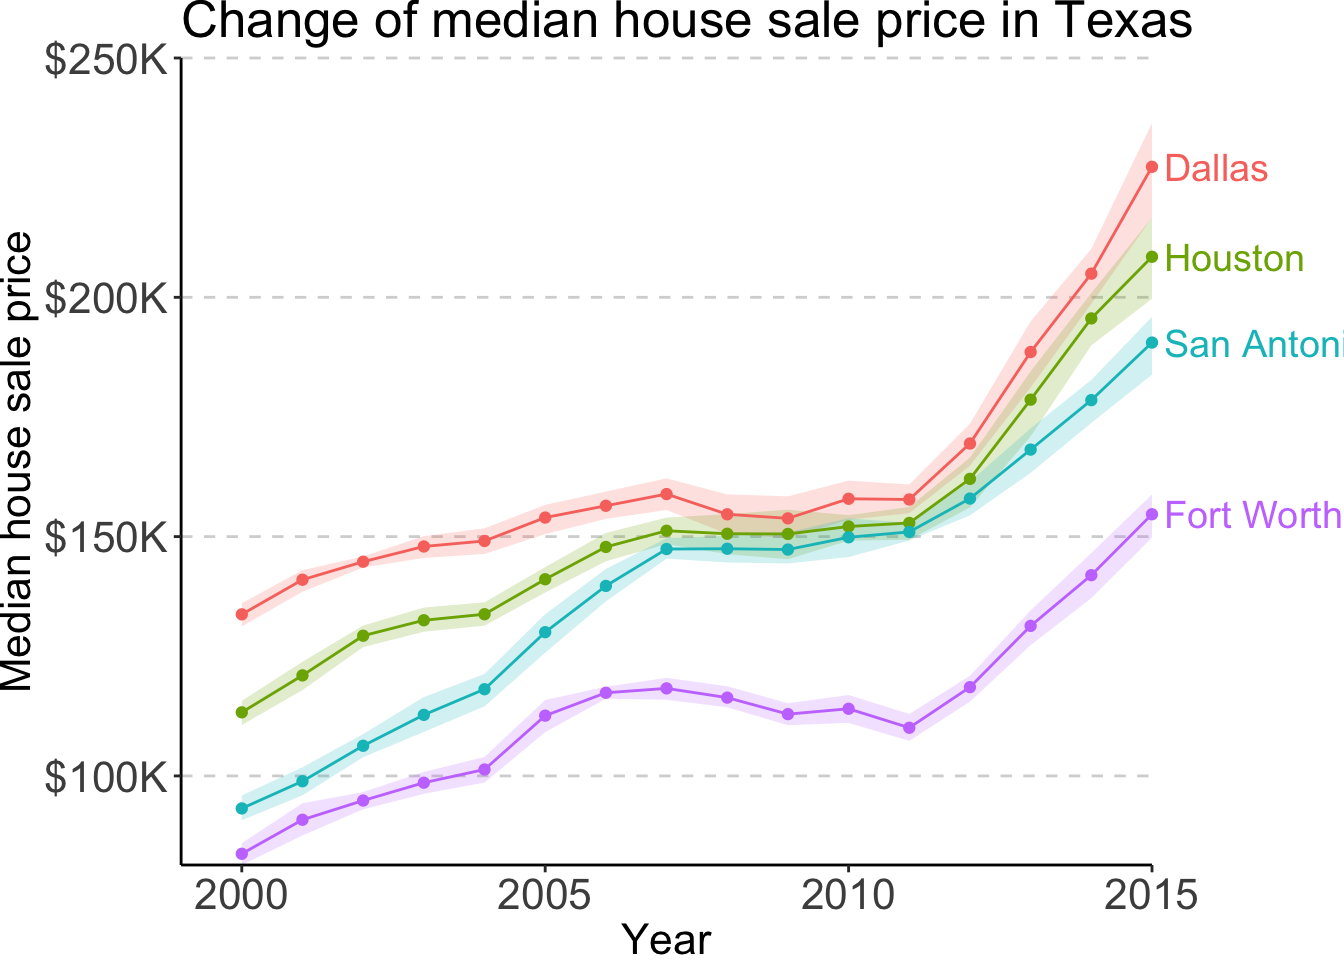 Change of median house sale price in Texas
Median house sale price
$250K
$200K
$150K
$100K
Dallas
Houston
San Antoni
Fort Worth
2000 2005 2010 2015
Year